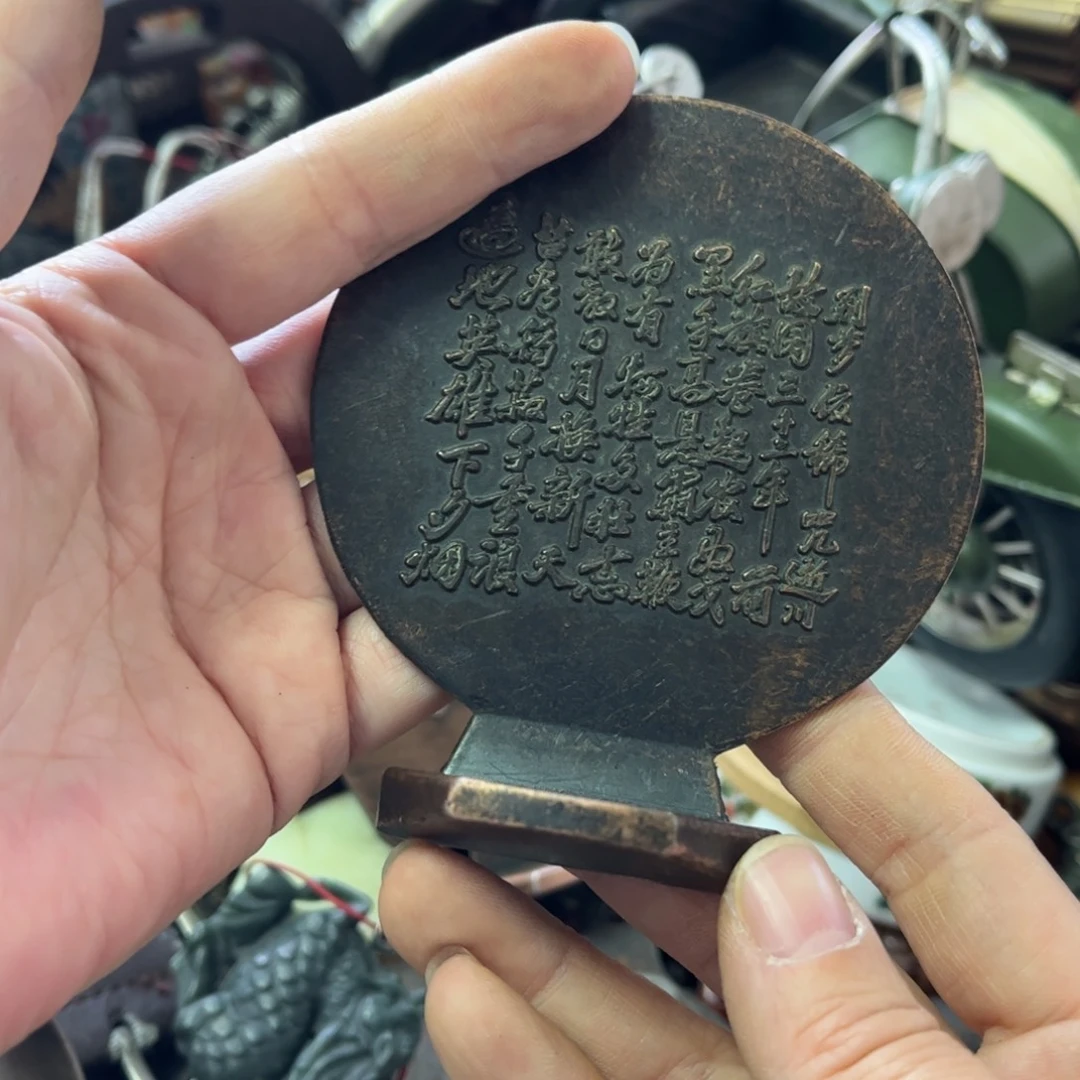 别梦依稀咒逝川
故园三十二年前
红旗卷起农奴戟
黑手高悬霸主鞭
为有牺牲多壮志
敢教日月换新天
喜看稻菽千重浪
遍地英雄下夕烟